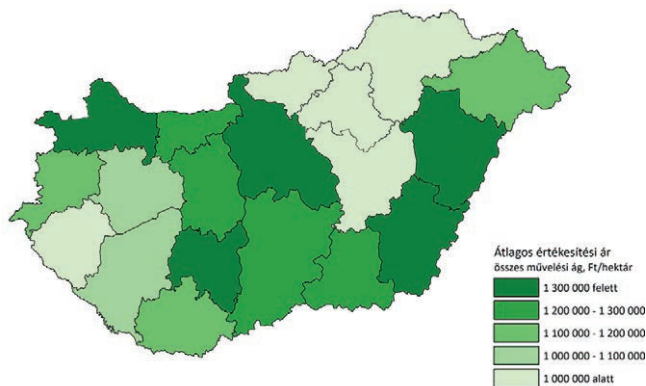 Átlagos értékesítési ár
összes művelési ág, Ft/hektár
1 300 000 felett
1 200 000 - 1 300 000
1 100 000 - 1 200 000
1 000 000 - 1 100 000
1 000 000 alatt